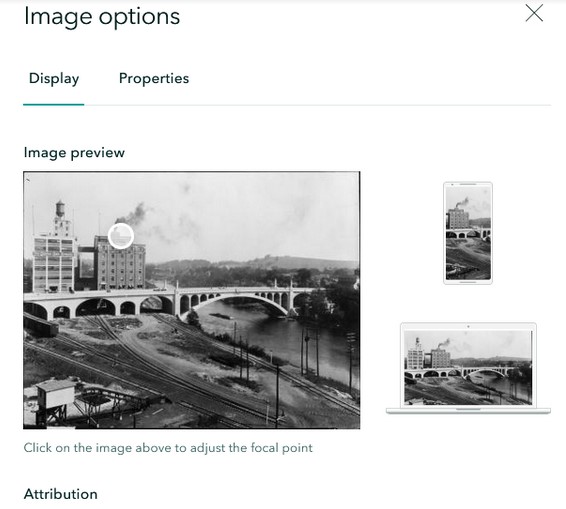 Image options
Display
Properties
Image preview
Click on the image above to adjust the focal point
Attribution